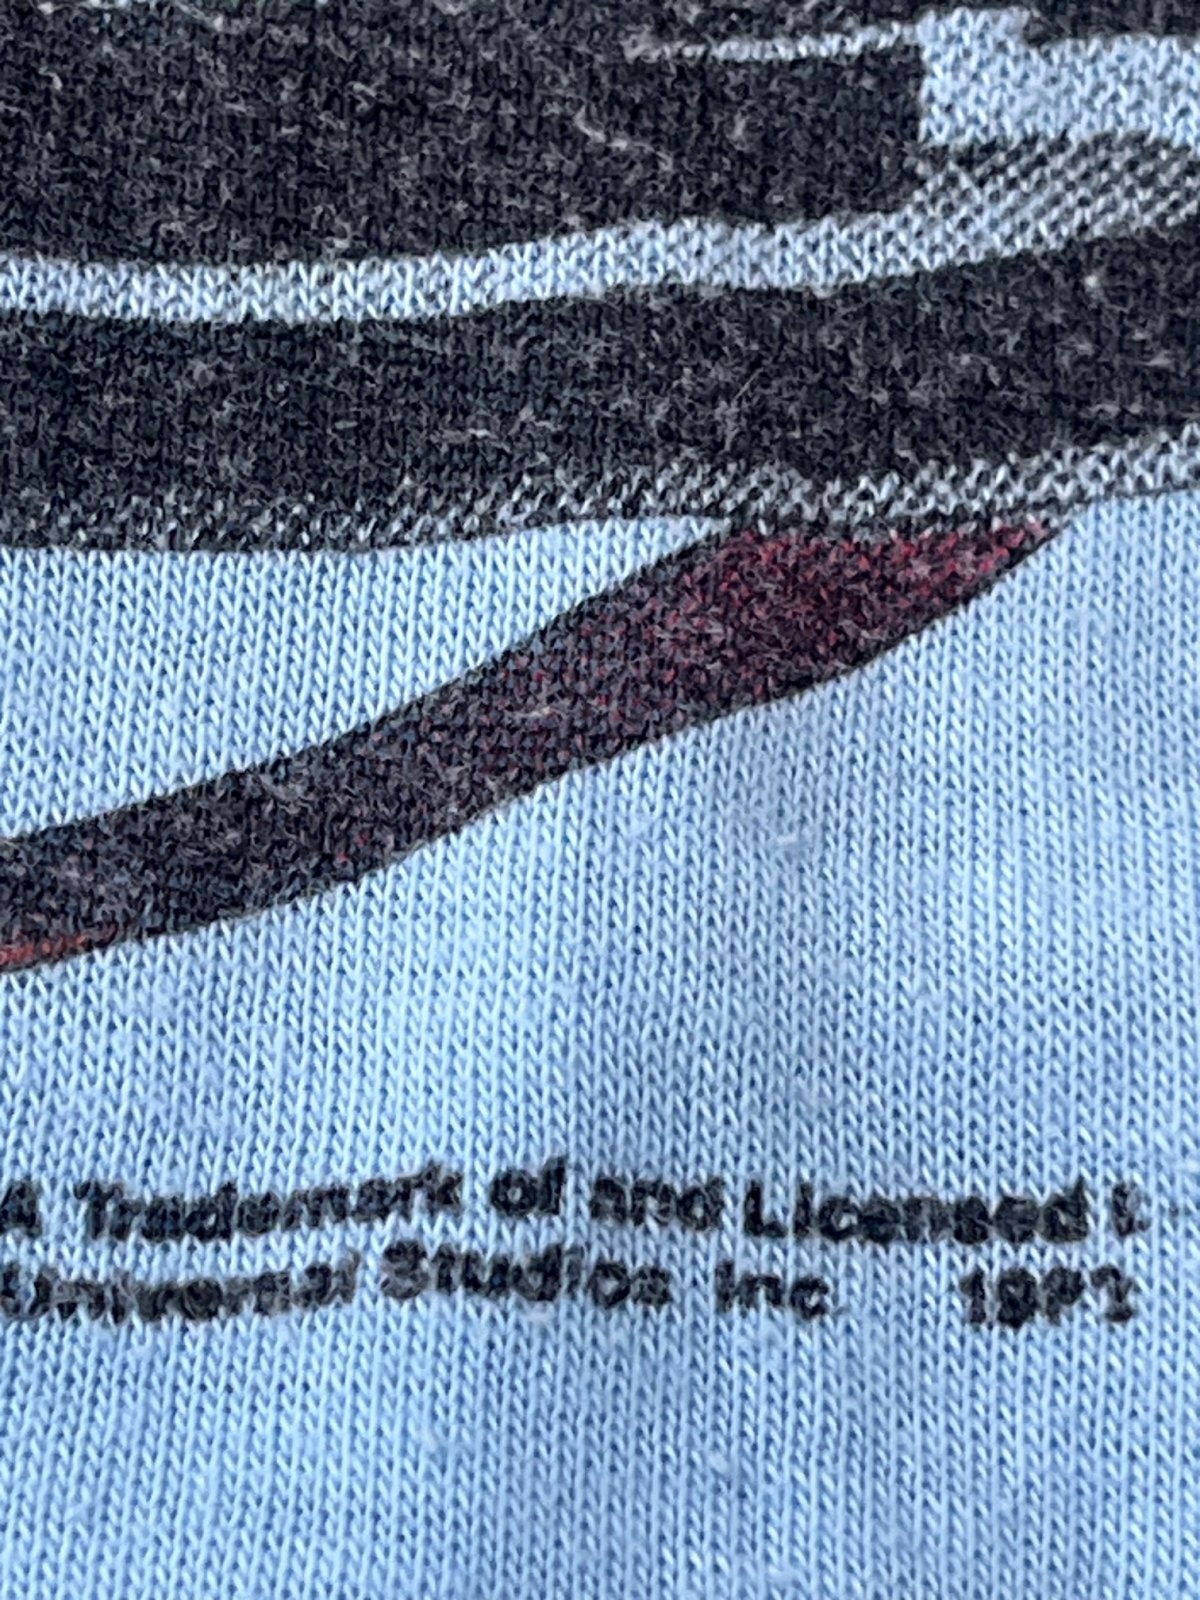 A Trademark of and Licensed
Universal Studios Inc